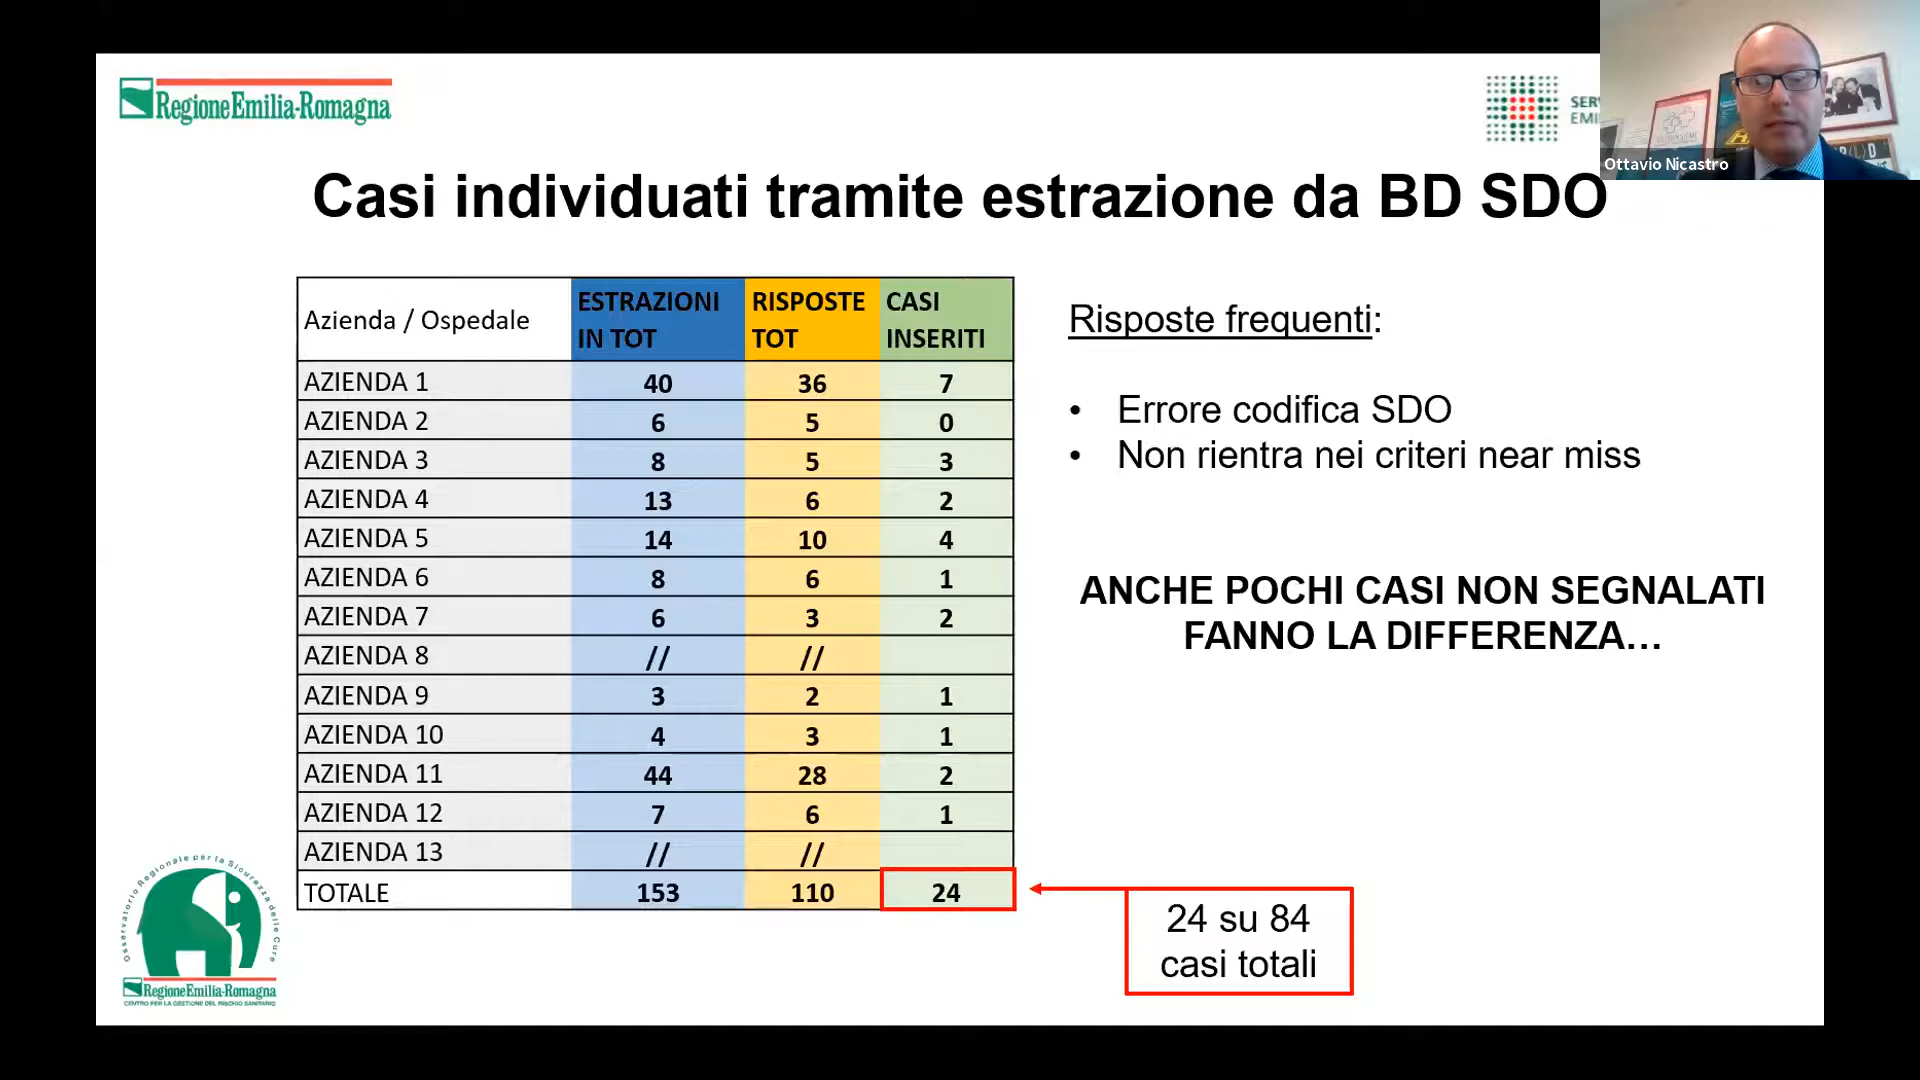 RegioneEmilia-Romagna
Ottavio Nicastro
Casi individuati tramite estrazione da BD SDO
Azienda / Ospedale ESTRAZIONI IN TOT RISPOSTE TOT CASI INSERITI
AZIENDA 1 40 36 7
AZIENDA 2 6 5 0
AZIENDA 3 8 5 3
AZIENDA 4 13 6 2
AZIENDA 5 14 10 4
AZIENDA 6 8 6 1
AZIENDA 7 6 3 2
AZIENDA 8 // //
AZIENDA 9 3 2 1
AZIENDA 10 4 3 1
AZIENDA 11 44 28 2
AZIENDA 12 7 6 1
AZIENDA 13 // //
TOTALE 153 110 24
Risposte frequenti:
• Errore codifica SDO
• Non rientra nei criteri near miss
ANCHE POCHI CASI NON SEGNALATI
FANNO LA DIFFERENZA...
24 su 84
casi totali
Osservatorio Regionale per la Sicurezza delle Cure
RegioneEmilia-Romagna
CENTRO PER LA GESTIONE DEL RISCHIO SANITARIO